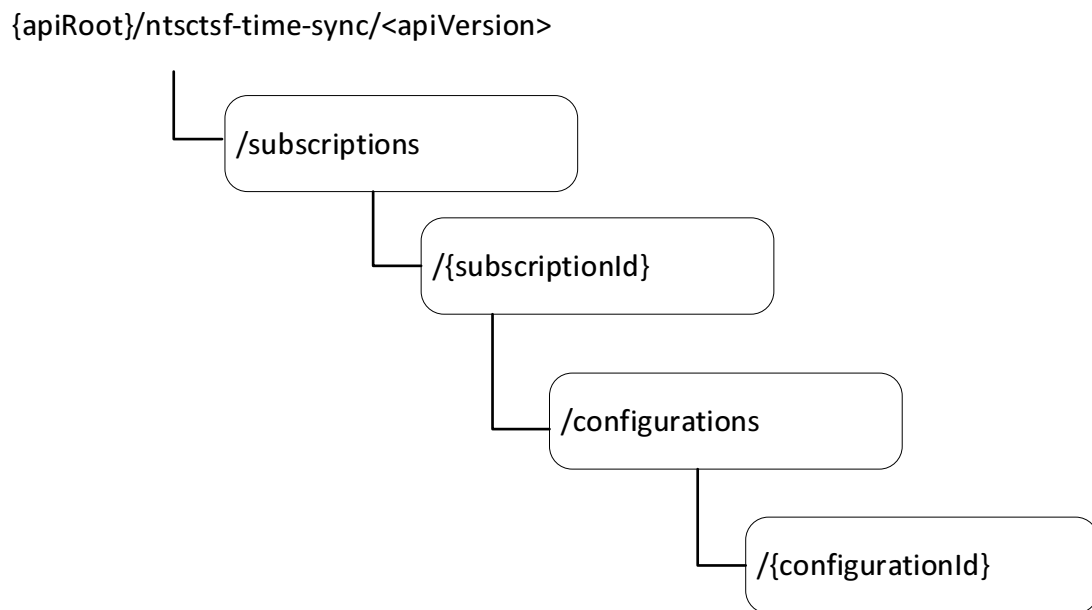 {apiRoot}/ntsctsf-time-sync/<apiVersion>
/subscriptions
/{subscriptionId}
/configurations
/{configurationId}